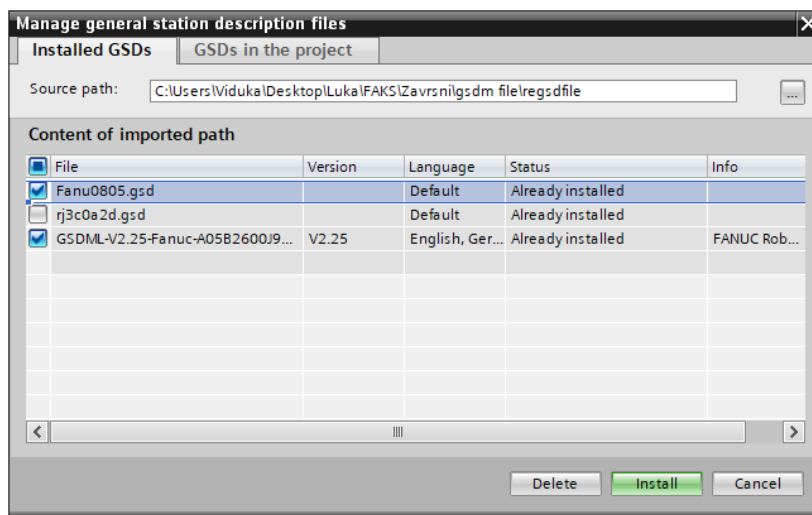 Manage general station description files
Installed GSDs GSDs in the project
Source path: C:\Users\Viduka\Desktop\Luka\FAKS\Zavrsni\gsdm file\regsdfile ...
Content of imported path
File Version Language Status Info
Fanu0805.gsd Default Already installed
rj3c0a2d.gsd Default Already installed
GSDML-V2.25-Fanuc-A05B2600J9... V2.25 English, Ger... Already installed FANUC Rob...
Delete Install Cancel